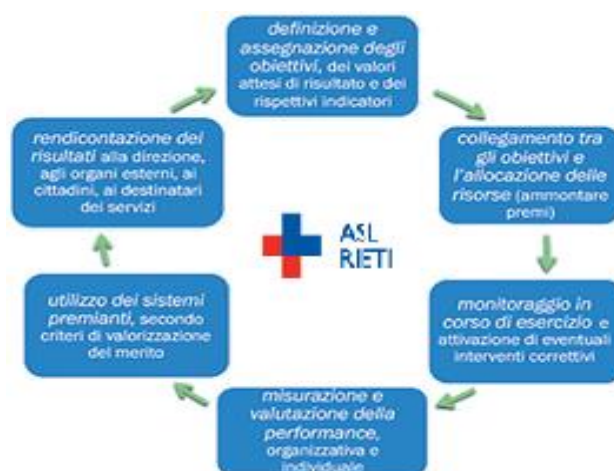 definizione e
assegnazione degli
obiettivi, dei valori
attesi di risultato e dei
rispettivi indicatori
collegamento tra
gli obiettivi e
l'allocazione delle
risorse (ammontare
premi)
monitoraggio in
corso di esercizio e
attivazione di eventuali
interventi correttivi
misurazione e
valutazione della
performance,
organizzativa e
individuale
utilizzo dei sistemi
premianti, secondo
criteri di valorizzazione
del merito
rendicontazione dei
risultati alla direzione,
agli organi esterni, ai
cittadini, ai destinatari
dei servizi
ASL
RIETI